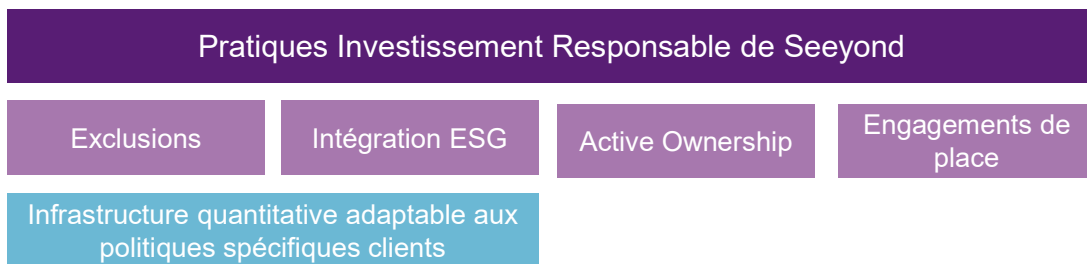 Pratiques Investissement Responsable de Seeyond
Exclusions
Intégration ESG
Active Ownership
Engagements de
place
Infrastructure quantitative adaptable aux
politiques spécifiques clients